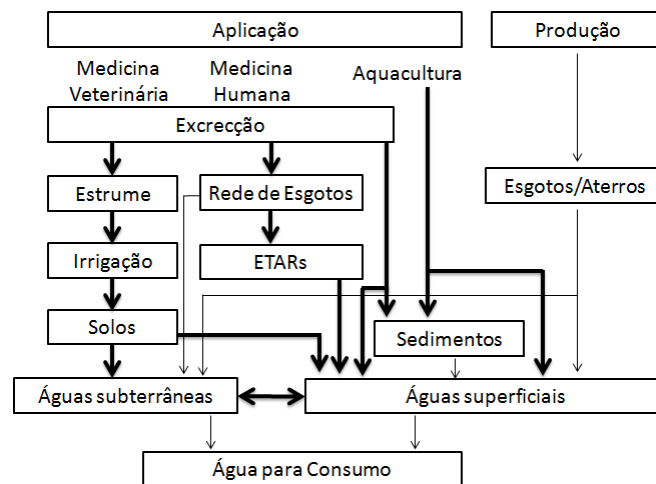 Aplicação
Produção
Medicina
Veterinária
Medicina
Humana
Aquacultura
Excrecção
Estrume
Rede de Esgotos
Esgotos/Aterros
Irrigação
ETARs
Solos
Sedimentos
Águas subterrâneas
Águas superficiais
Água para Consumo